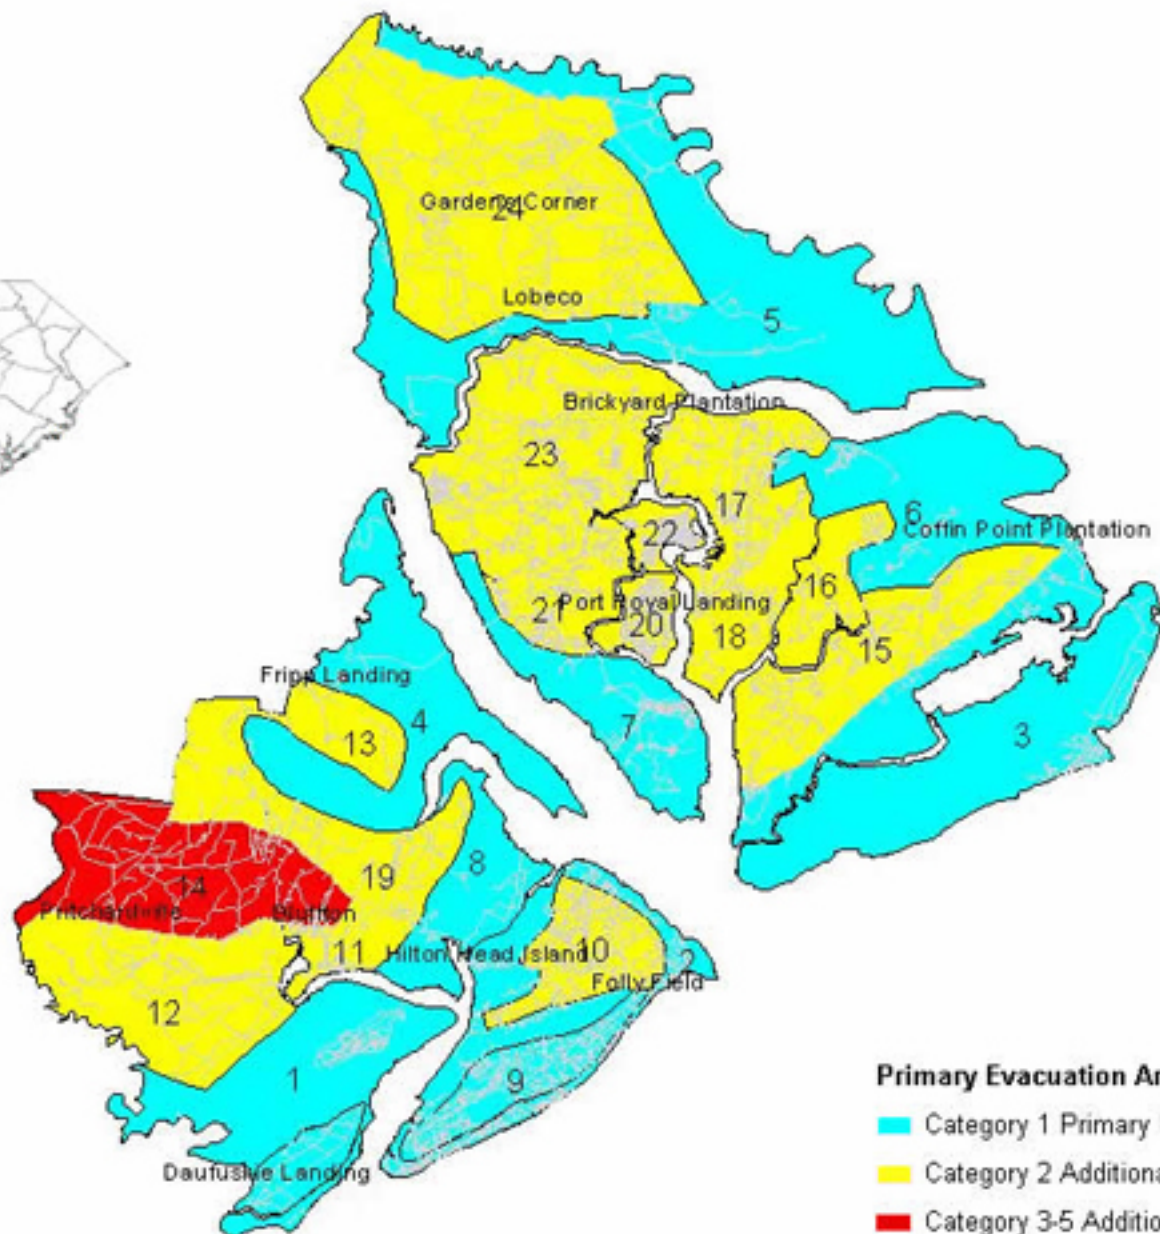 Gardens Corner
24
Lobeco
5
Brickyard Plantation
23
17
6
22
Coffin Point Plantation
16
Port Royal Landing
21
20
18
15
Fripp Landing
4
13
7
3
8
19
14
Pritchardville
Bluffton
11
Hilton Head Island
10
2
Folly Field
12
1
9
Primary Evacuation Ar
Category 1 Primary
Daufuskie Landing
Category 2 Additiona
Category 3-5 Additio